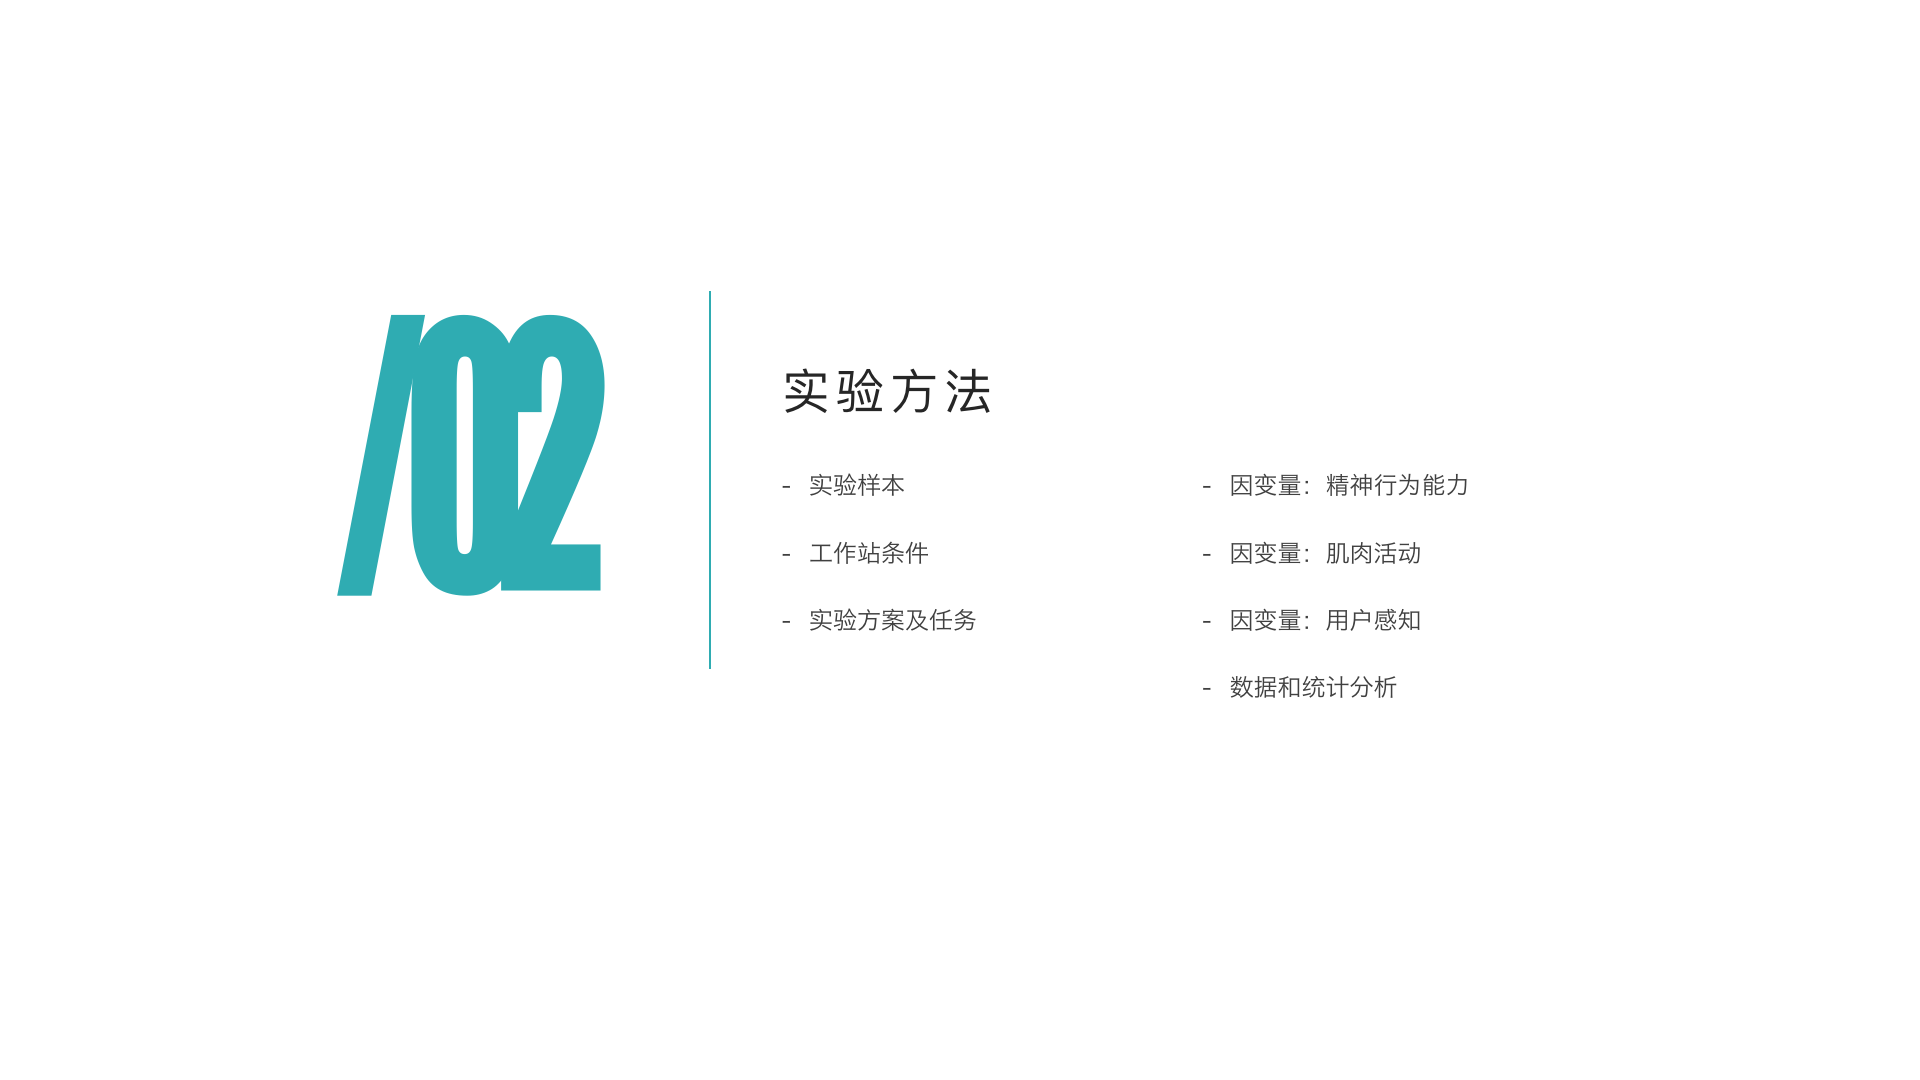 /02
实验方法
- 实验样本
- 工作站条件
- 实验方案及任务
- 因变量：精神行为能力
- 因变量：肌肉活动
- 因变量：用户感知
- 数据和统计分析